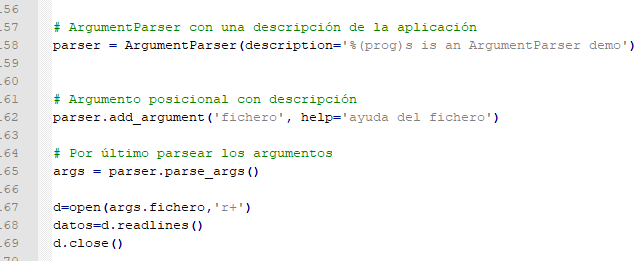 56
57 # ArgumentParser con una descripción de la aplicación
58 parser = ArgumentParser(description='%(prog)s is an ArgumentParser demo')
59
60
61 # Argumento posicional con descripción
62 parser.add_argument('fichero', help='ayuda del fichero')
63
64 # Por último parsear los argumentos
65 args = parser.parse_args()
66
67 d=open(args.fichero,'r+')
68 datos=d.readlines()
69 d.close()